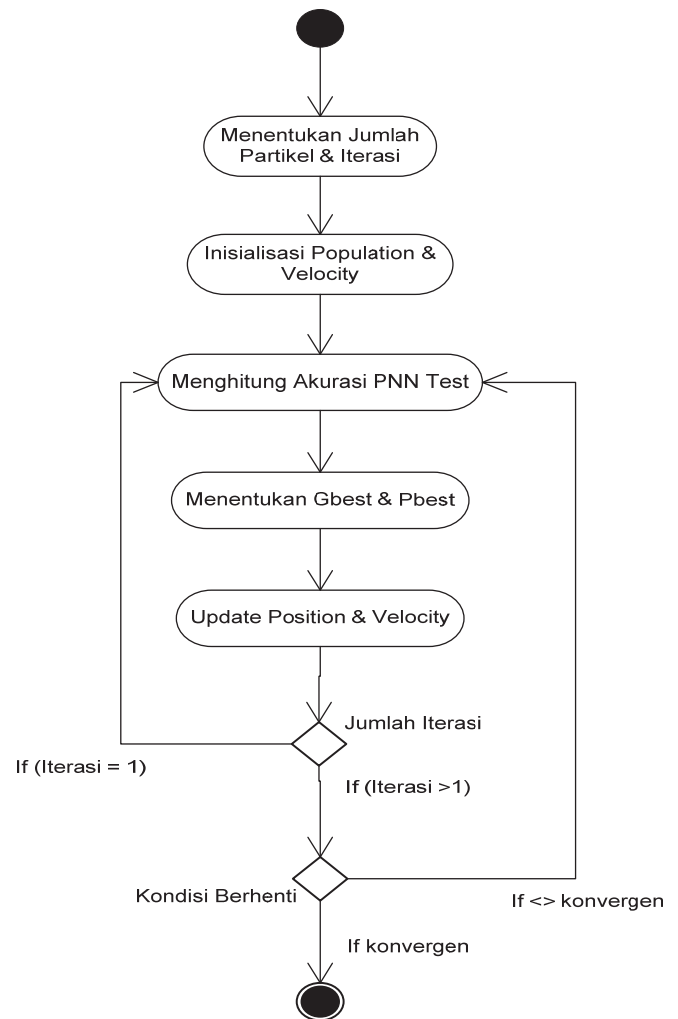 Menentukan Jumlah
Partikel & Iterasi
Inisialisasi Population &
Velocity
Menghitung Akurasi PNN Test
Menentukan Gbest & Pbest
Update Position & Velocity
Jumlah Iterasi
If (Iterasi = 1)
If (Iterasi >1)
Kondisi Berhenti
If <> konvergen
If konvergen